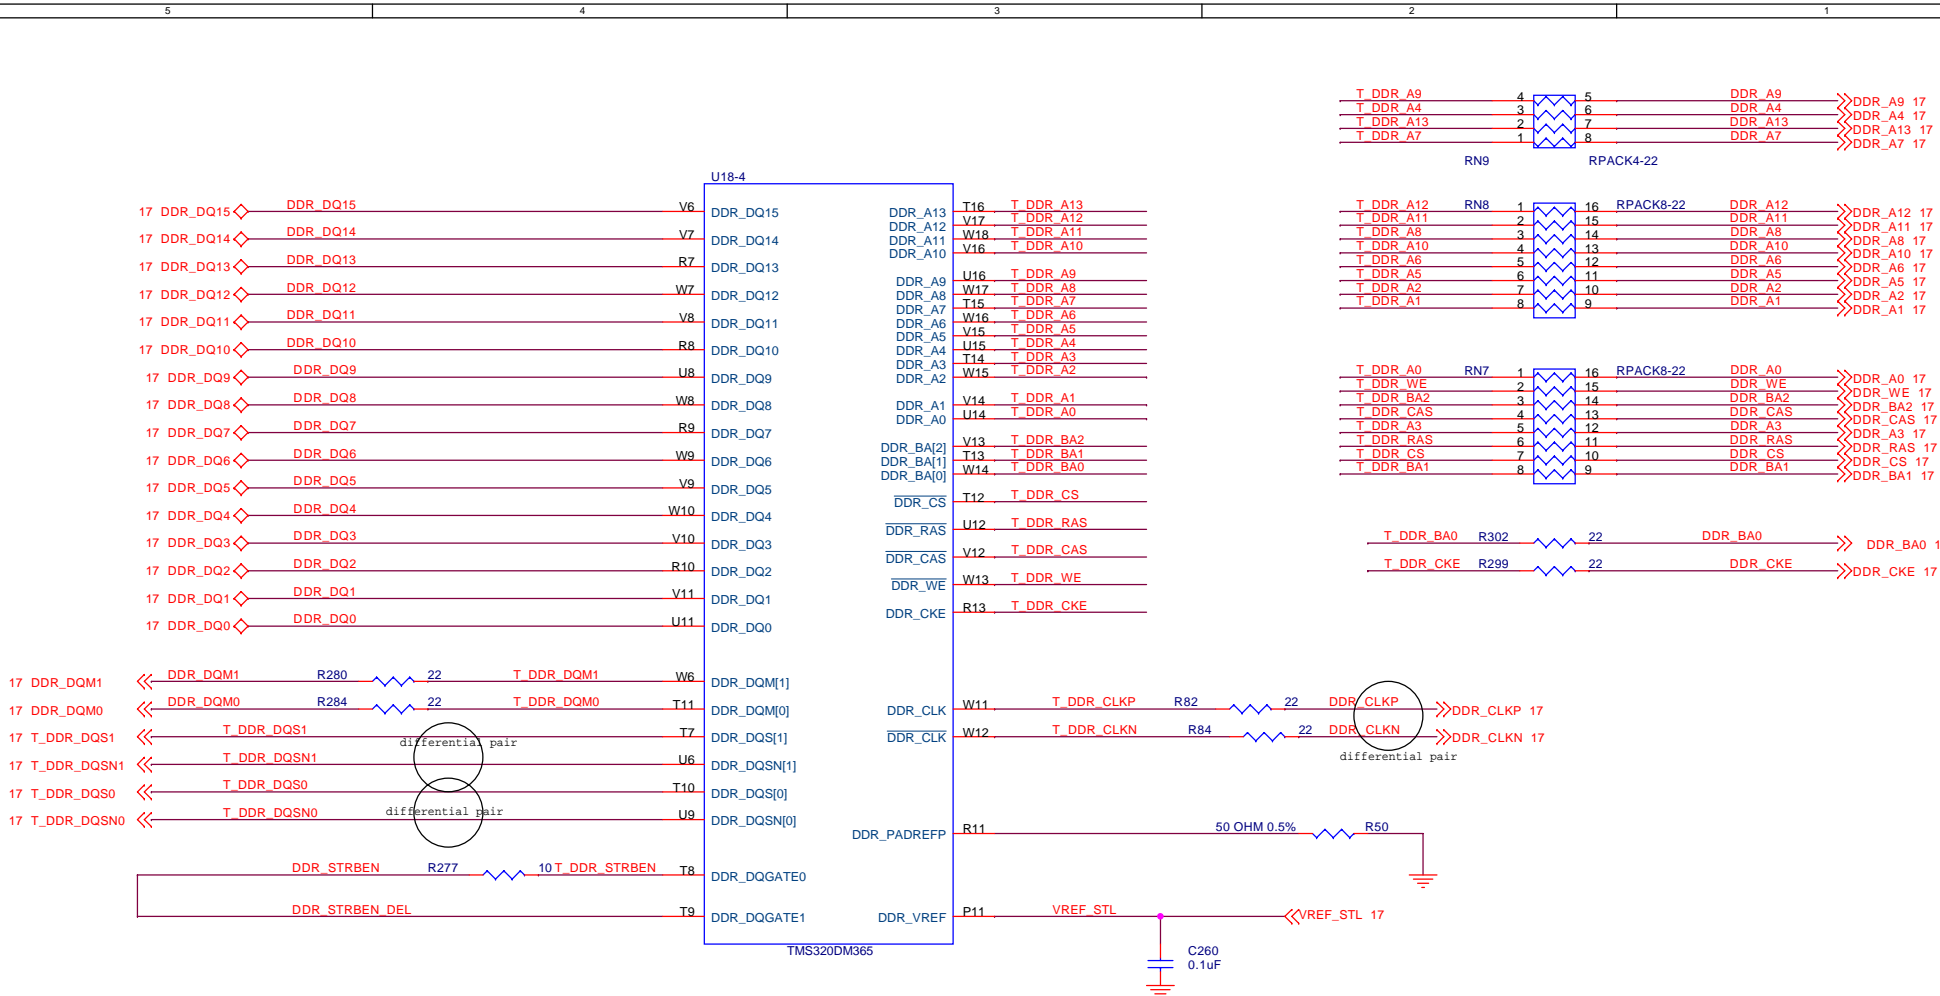 5 4 3 2 1
T_DDR_A9 4 5 DDR_A9 DDR_A9 17
T_DDR_A4 3 6 DDR_A4 DDR_A4 17
T_DDR_A13 2 7 DDR_A13 DDR_A13 17
T_DDR_A7 1 8 DDR_A7 DDR_A7 17
RN9 RPACK4-22
U18-4
17 DDR_DQ15 DDR_DQ15 V6 DDR_DQ15
17 DDR_DQ14 DDR_DQ14 V7 DDR_DQ14
17 DDR_DQ13 DDR_DQ13 R7 DDR_DQ13
17 DDR_DQ12 DDR_DQ12 W7 DDR_DQ12
17 DDR_DQ11 DDR_DQ11 V8 DDR_DQ11
17 DDR_DQ10 DDR_DQ10 R8 DDR_DQ10
17 DDR_DQ9 DDR_DQ9 U8 DDR_DQ9
17 DDR_DQ8 DDR_DQ8 W8 DDR_DQ8
17 DDR_DQ7 DDR_DQ7 R9 DDR_DQ7
17 DDR_DQ6 DDR_DQ6 W9 DDR_DQ6
17 DDR_DQ5 DDR_DQ5 V9 DDR_DQ5
17 DDR_DQ4 DDR_DQ4 W10 DDR_DQ4
17 DDR_DQ3 DDR_DQ3 V10 DDR_DQ3
17 DDR_DQ2 DDR_DQ2 R10 DDR_DQ2
17 DDR_DQ1 DDR_DQ1 V11 DDR_DQ1
17 DDR_DQ0 DDR_DQ0 U11 DDR_DQ0
17 DDR_DQM1 DDR_DQM1 R280 22 T_DDR_DQM1 W6 DDR_DQM[1]
17 DDR_DQM0 DDR_DQM0 R284 22 T_DDR_DQM0 T11 DDR_DQM[0]
17 T_DDR_DQS1 T_DDR_DQS1 T7 DDR_DQS[1]
differential pair
17 T_DDR_DQSN1 T_DDR_DQSN1 U6 DDR_DQSN[1]
17 T_DDR_DQS0 T_DDR_DQS0 T10 DDR_DQS[0]
differential pair
17 T_DDR_DQSN0 T_DDR_DQSN0 U9 DDR_DQSN[0]
DDR_STRBEN R277 10 T_DDR_STRBEN T8 DDR_DQGATE0
DDR_STRBEN_DEL T9 DDR_DQGATE1
DDR_A13 T16 T_DDR_A13
DDR_A12 V17 T_DDR_A12
DDR_A11 W18 T_DDR_A11
DDR_A10 V16 T_DDR_A10
DDR_A9 U16 T_DDR_A9
DDR_A8 W17 T_DDR_A8
DDR_A7 T15 T_DDR_A7
DDR_A6 W16 T_DDR_A6
DDR_A5 V15 T_DDR_A5
DDR_A4 U15 T_DDR_A4
DDR_A3 T14 T_DDR_A3
DDR_A2 W15 T_DDR_A2
DDR_A1 V14 T_DDR_A1
DDR_A0 U14 T_DDR_A0
DDR_BA[2] V13 T_DDR_BA2
DDR_BA[1] T13 T_DDR_BA1
DDR_BA[0] W14 T_DDR_BA0
DDR_CS T12 T_DDR_CS
DDR_RAS U12 T_DDR_RAS
DDR_CAS V12 T_DDR_CAS
DDR_WE W13 T_DDR_WE
DDR_CKE R13 T_DDR_CKE
DDR_CLK W11 T_DDR_CLKP R82 22 DDR_CLKP DDR_CLKP 17
DDR_CLK W12 T_DDR_CLKN R84 22 DDR_CLKN DDR_CLKN 17
differential pair
DDR_PADREFP R11 50 OHM 0.5% R50
DDR_VREF P11 VREF_STL VREF_STL 17
TMS320DM365
C260
0.1uF
T_DDR_A12 RN8 1 16 RPACK8-22 DDR_A12 DDR_A12 17
T_DDR_A11 2 15 DDR_A11 DDR_A11 17
T_DDR_A8 3 14 DDR_A8 DDR_A8 17
T_DDR_A10 4 13 DDR_A10 DDR_A10 17
T_DDR_A6 5 12 DDR_A6 DDR_A6 17
T_DDR_A5 6 11 DDR_A5 DDR_A5 17
T_DDR_A2 7 10 DDR_A2 DDR_A2 17
T_DDR_A1 8 9 DDR_A1 DDR_A1 17
T_DDR_A0 RN7 1 16 RPACK8-22 DDR_A0 DDR_A0 17
T_DDR_WE 2 15 DDR_WE DDR_WE 17
T_DDR_BA2 3 14 DDR_BA2 DDR_BA2 17
T_DDR_CAS 4 13 DDR_CAS DDR_CAS 17
T_DDR_A3 5 12 DDR_A3 DDR_A3 17
T_DDR_RAS 6 11 DDR_RAS DDR_RAS 17
T_DDR_CS 7 10 DDR_CS DDR_CS 17
T_DDR_BA1 8 9 DDR_BA1 DDR_BA1 17
T_DDR_BA0 R302 22 DDR_BA0 DDR_BA0 1
T_DDR_CKE R299 22 DDR_CKE DDR_CKE 17